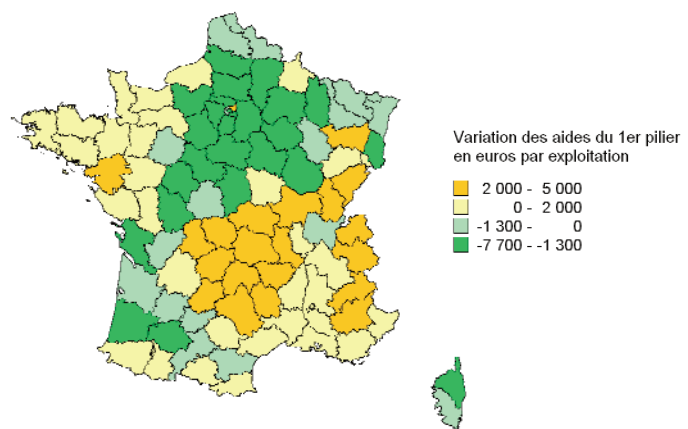 Variation des aides du 1er pilier
en euros par exploitation
2 000 - 5 000
0 - 2 000
-1 300 - 0
-7 700 - -1 300